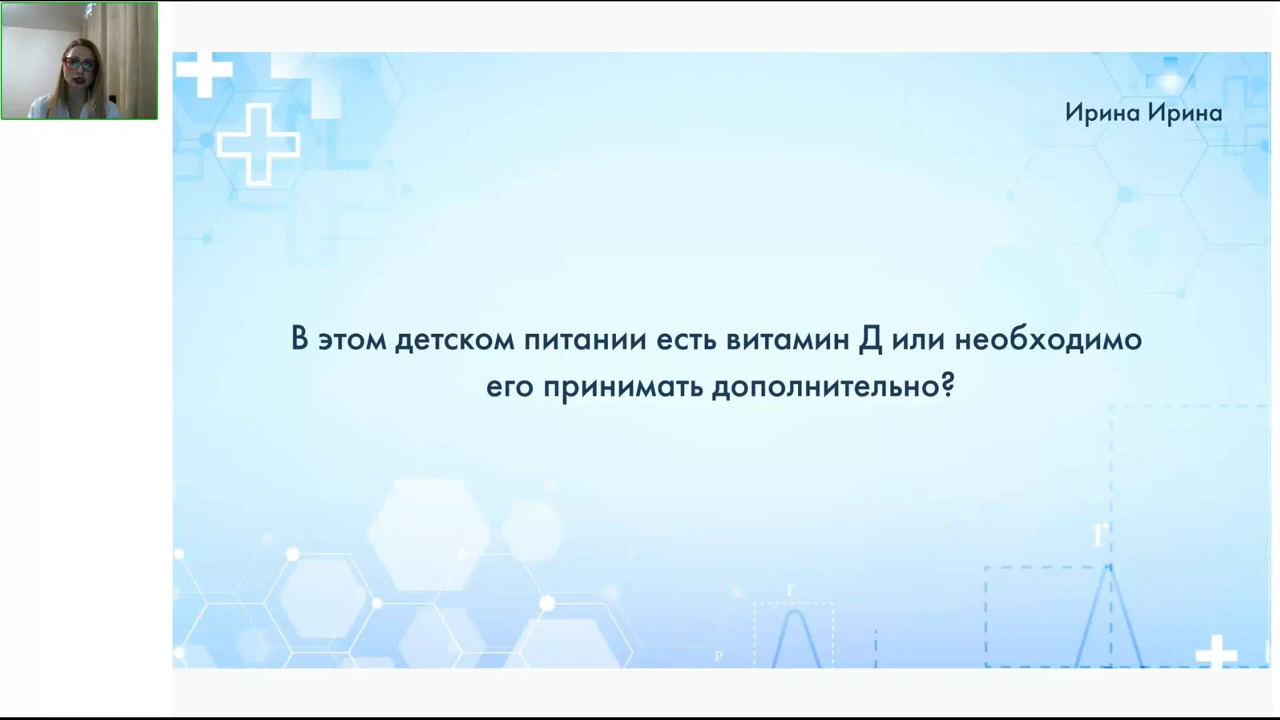 Ирина Ирина
В этом детском питании есть витамин Д или необходимо
его принимать дополнительно?
r
r
p